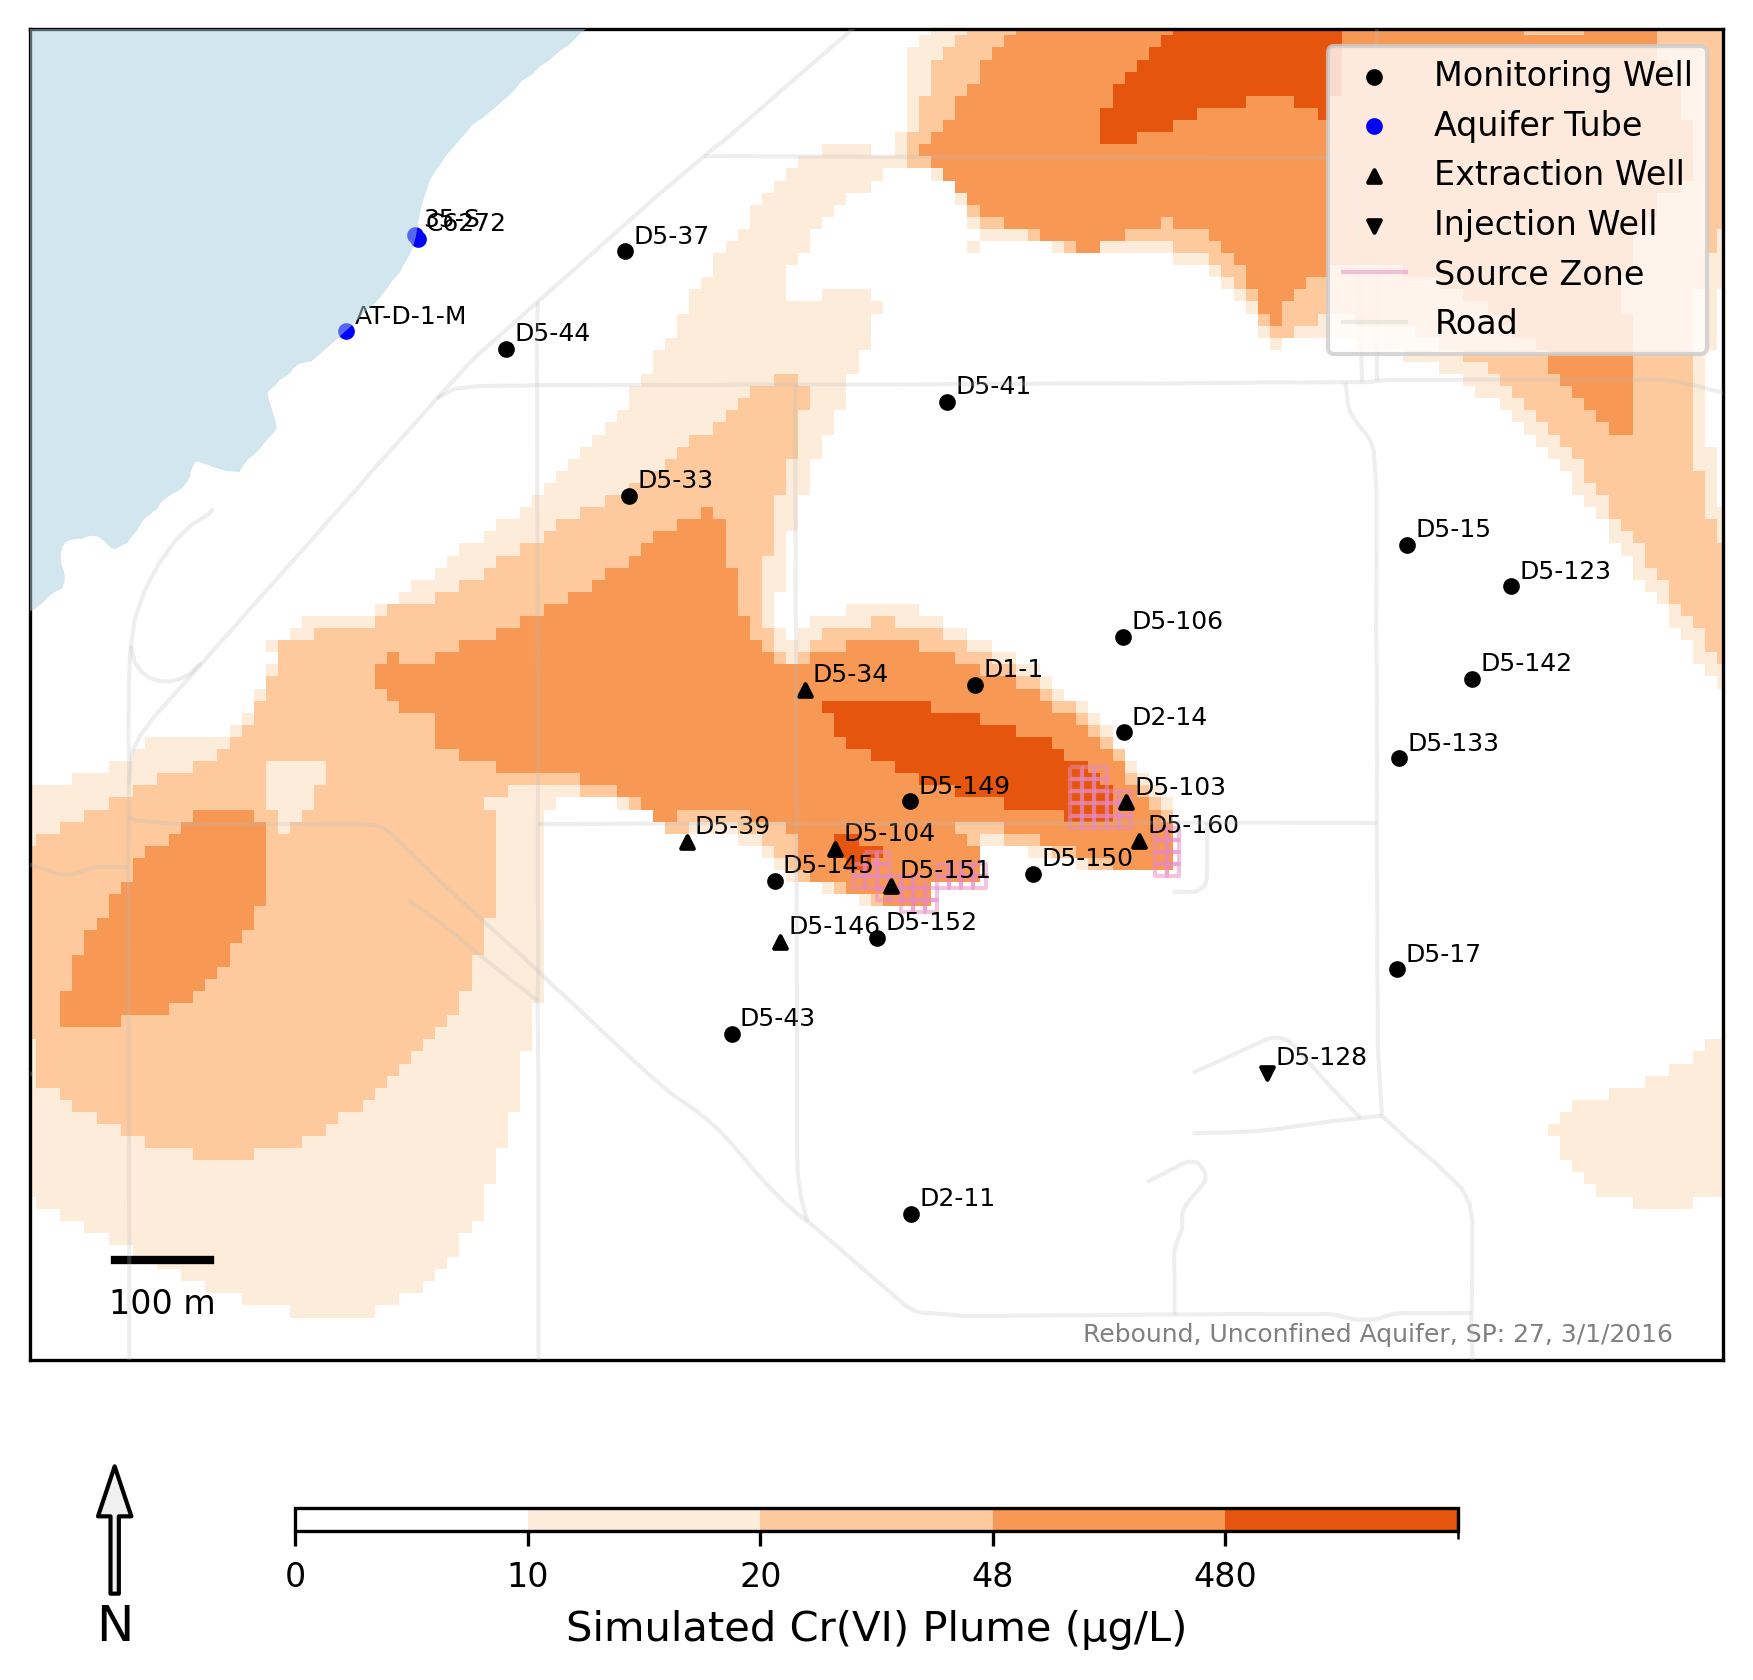 Monitoring Well
Aquifer Tube
Extraction Well
Injection Well
Source Zone
Road
35-S
C6272
D5-37
AT-D-1-M
D5-44
D5-41
D5-33
D5-15
D5-123
D5-106
D1-1
D5-34
D5-142
D2-14
D5-133
D5-149
D5-103
D5-39
D5-104
D5-160
D5-145
D5-151
D5-150
D5-146
D5-152
D5-17
D5-43
D5-128
D2-11
100 m
Rebound, Unconfined Aquifer, SP: 27, 3/1/2016
N
0 10 20 48 480
Simulated Cr(VI) Plume (µg/L)